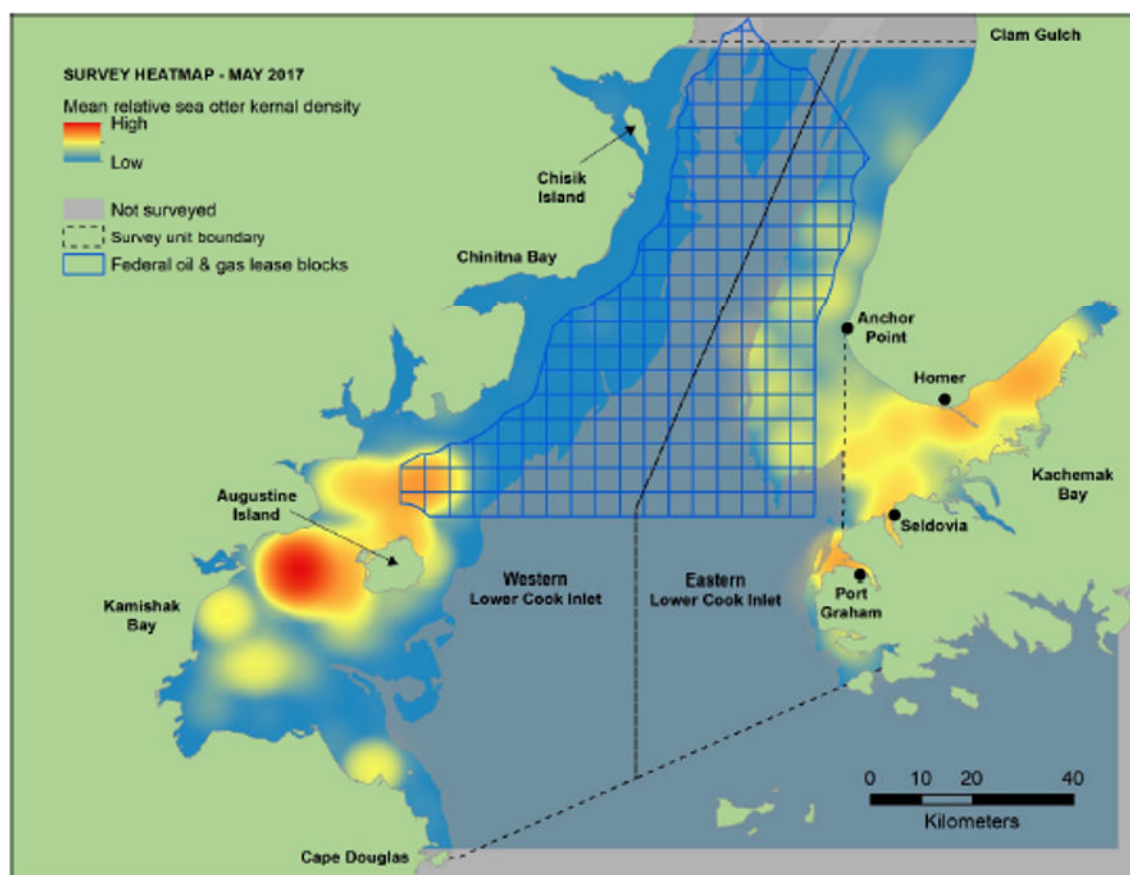 Clam Gulch
SURVEY HEATMAP - MAY 2017
Mean relative sea otter kernal density
High
Low
Not surveyed
Survey unit boundary
Federal oil & gas lease blocks
Chisik
Island
Chinitna Bay
Anchor
Point
Homer
Kachemak
Bay
Augustine
Island
Seldovia
Western
Lower Cook Inlet
Eastern
Lower Cook Inlet
Port
Graham
Kamishak
Bay
0 10 20 40
Kilometers
Cape Douglas